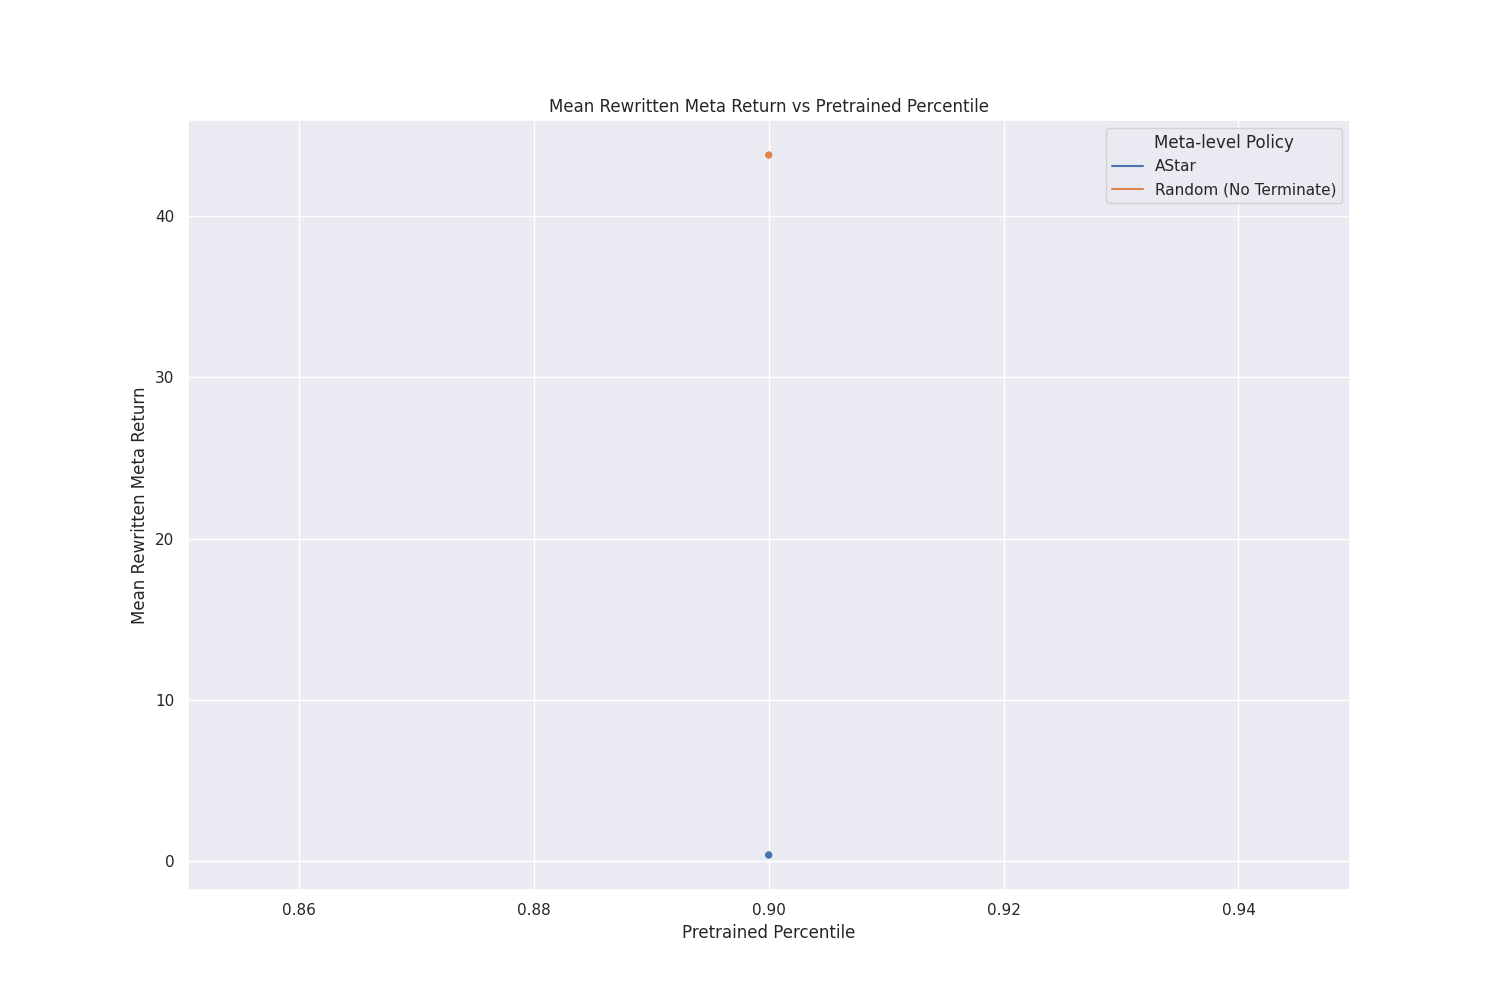 Mean Rewritten Meta Return vs Pretrained Percentile
Meta-level Policy
AStar
Random (No Terminate)
40
30
20
10
0
Mean Rewritten Meta Return
0.86
0.88
0.90
0.92
0.94
Pretrained Percentile